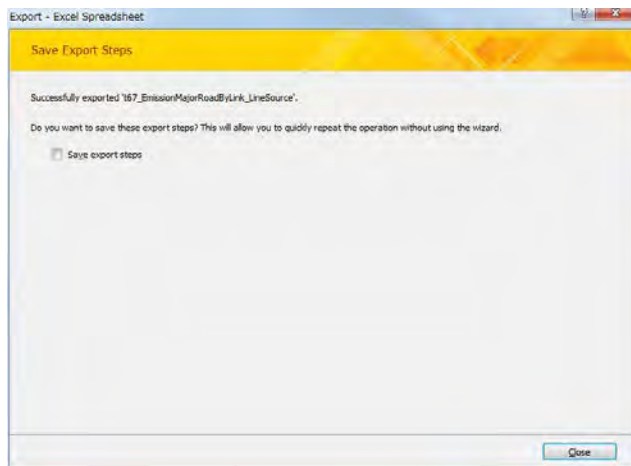 Export - Excel Spreadsheet
Save Export Steps
Successfully exported 't67_EmissionMajorRoadByLink_LineSource'.
Do you want to save these export steps? This will allow you to quickly repeat the operation without using the wizard.
Save export steps
Close